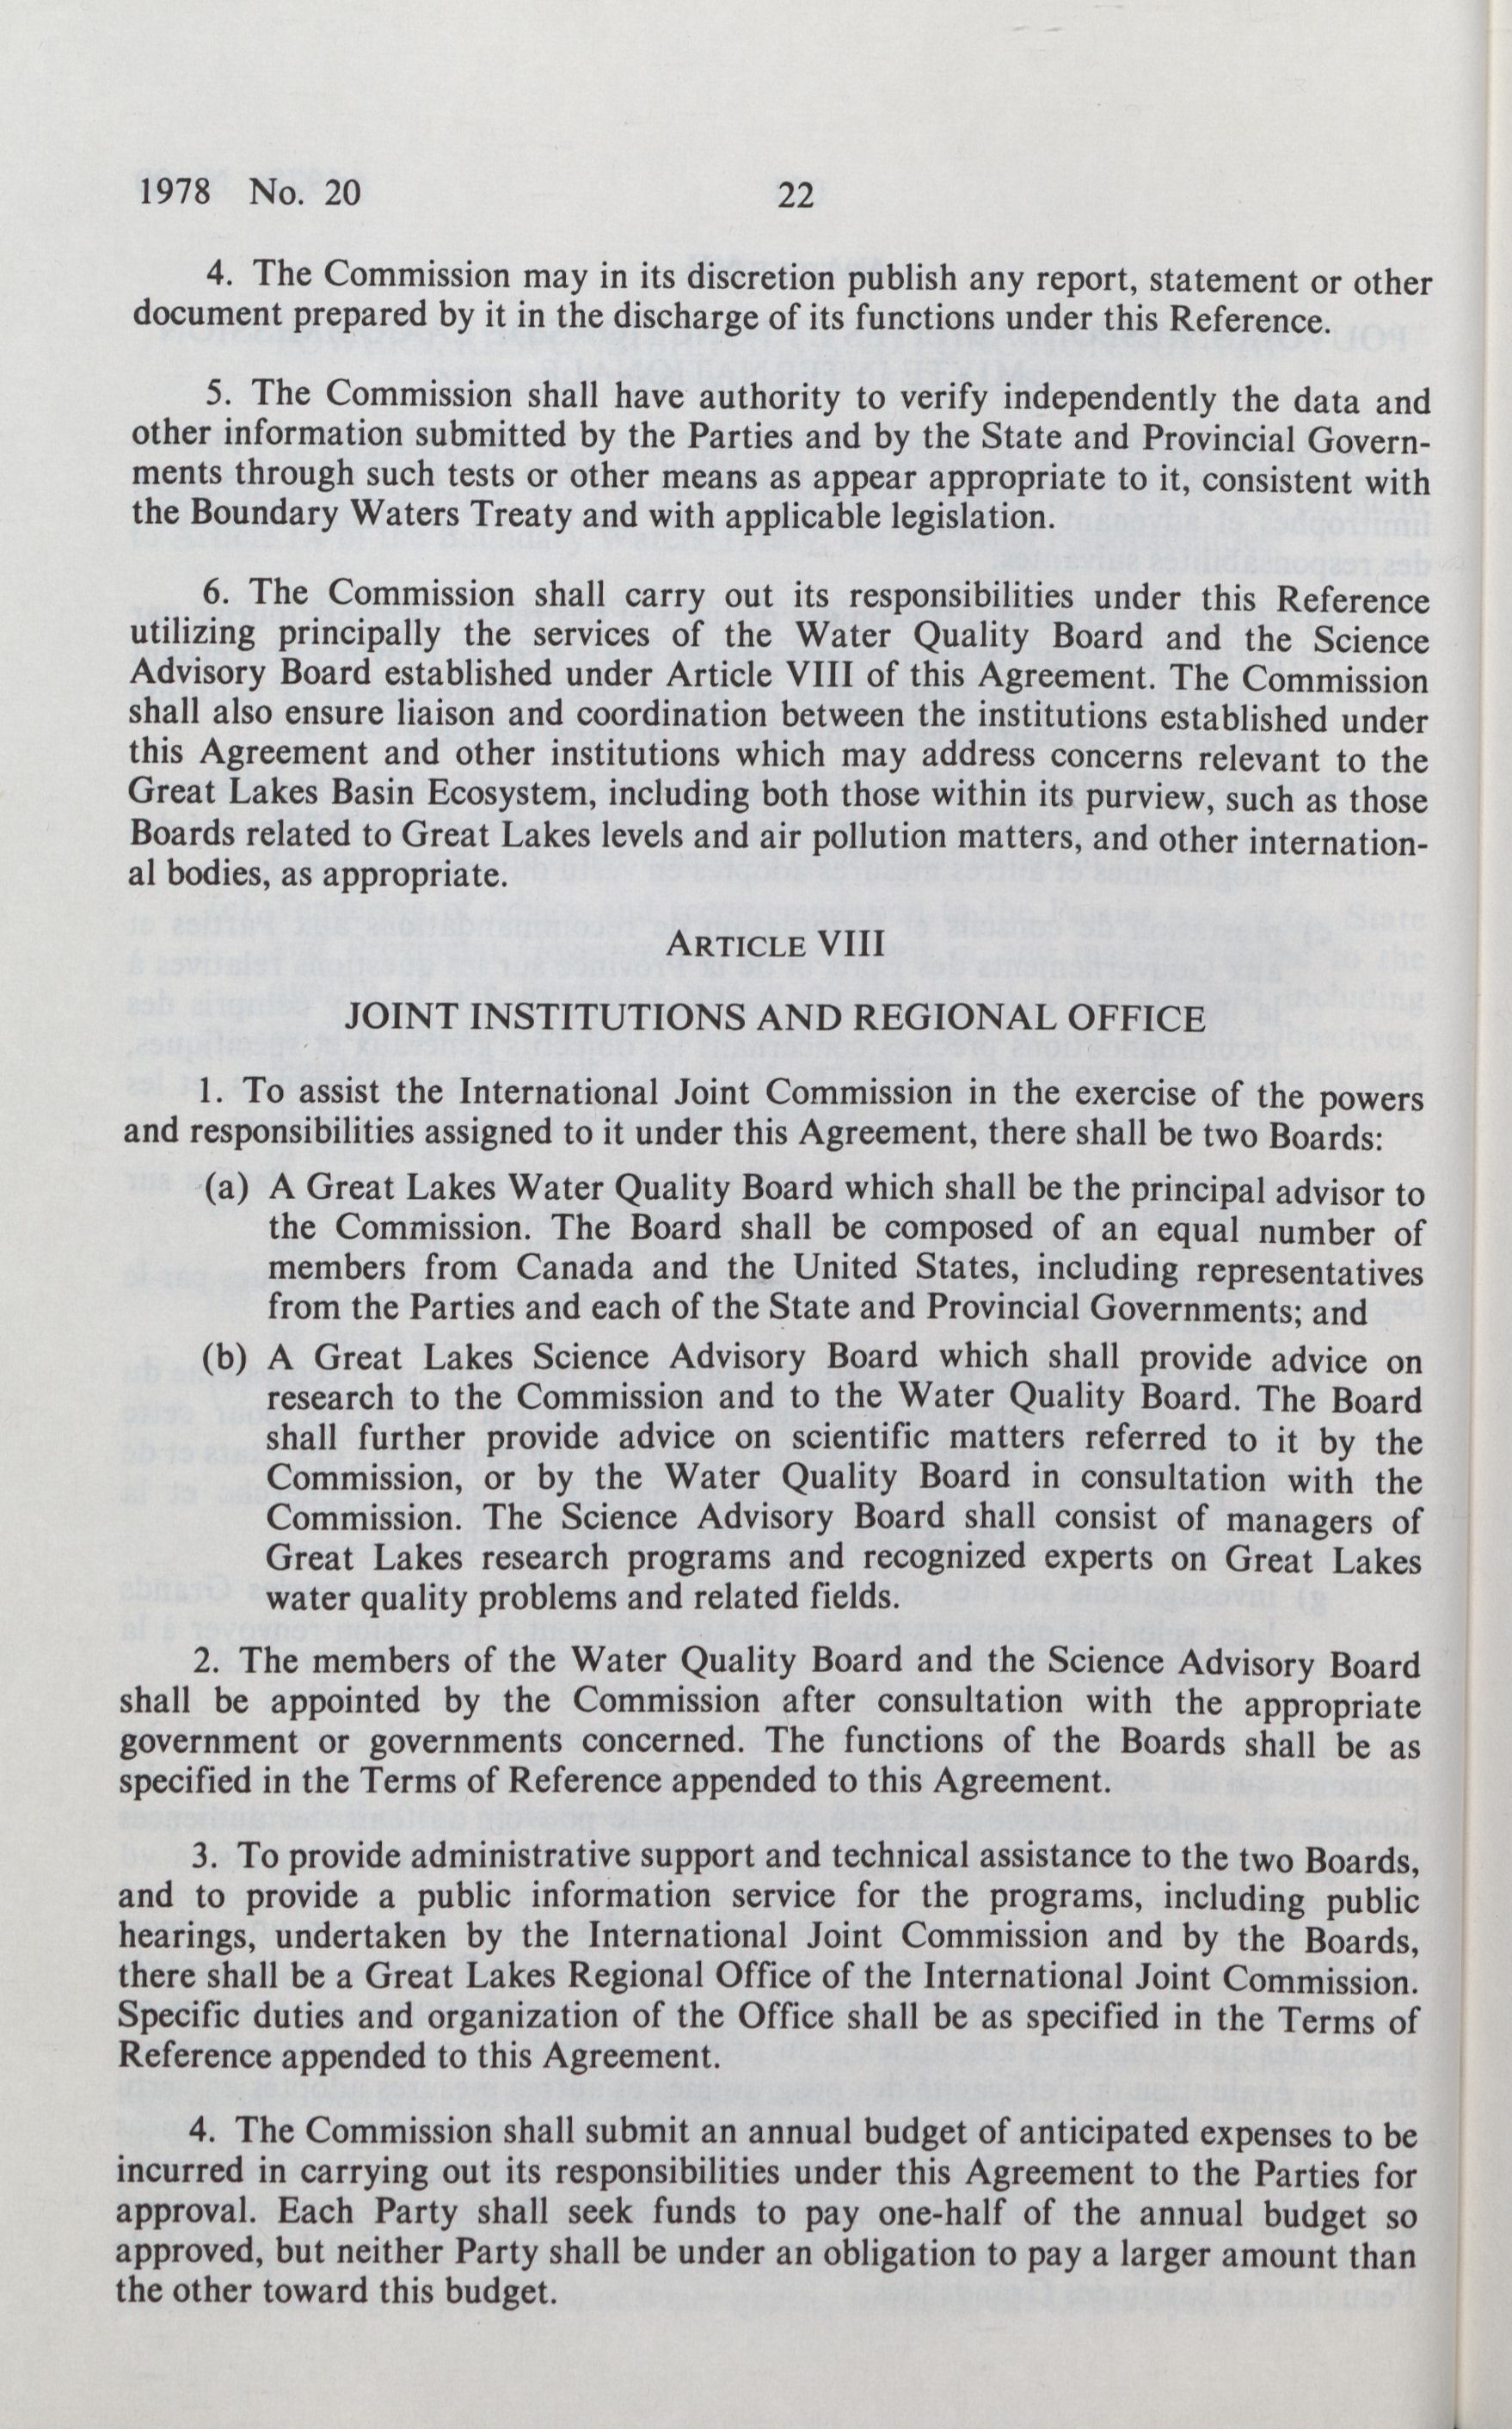 1978 No. 20 22
4. The Commission may in its discretion publish any report, statement or other
document prepared by it in the discharge of its functions under this Reference.
5. The Commission shall have authority to verify independently the data and
other information submitted by the Parties and by the State and Provincial Govern-
ments through such tests or other means as appear appropriate to it, consistent with
the Boundary Waters Treaty and with applicable legislation.
6. The Commission shall carry out its responsibilities under this Reference
utilizing principally the services of the Water Quality Board and the Science
Advisory Board established under Article VIII of this Agreement. The Commission
shall also ensure liaison and coordination between the institutions established under
this Agreement and other institutions which may address concerns relevant to the
Great Lakes Basin Ecosystem, including both those within its purview, such as those
Boards related to Great Lakes levels and air pollution matters, and other internation-
al bodies, as appropriate.
ARTICLE VIII
JOINT INSTITUTIONS AND REGIONAL OFFICE
1. To assist the International Joint Commission in the exercise of the powers
and responsibilities assigned to it under this Agreement, there shall be two Boards:
(a) A Great Lakes Water Quality Board which shall be the principal advisor to
the Commission. The Board shall be composed of an equal number of
members from Canada and the United States, including representatives
from the Parties and each of the State and Provincial Governments; and
(b) A Great Lakes Science Advisory Board which shall provide advice on
research to the Commission and to the Water Quality Board. The Board
shall further provide advice on scientific matters referred to it by the
Commission, or by the Water Quality Board in consultation with the
Commission. The Science Advisory Board shall consist of managers of
Great Lakes research programs and recognized experts on Great Lakes
water quality problems and related fields.
2. The members of the Water Quality Board and the Science Advisory Board
shall be appointed by the Commission after consultation with the appropriate
government or governments concerned. The functions of the Boards shall be as
specified in the Terms of Reference appended to this Agreement.
3. To provide administrative support and technical assistance to the two Boards,
and to provide a public information service for the programs, including public
hearings, undertaken by the International Joint Commission and by the Boards,
there shall be a Great Lakes Regional Office of the International Joint Commission.
Specific duties and organization of the Office shall be as specified in the Terms of
Reference appended to this Agreement.
4. The Commission shall submit an annual budget of anticipated expenses to be
incurred in carrying out its responsibilities under this Agreement to the Parties for
approval. Each Party shall seek funds to pay one-half of the annual budget so
approved, but neither Party shall be under an obligation to pay a larger amount than
the other toward this budget.